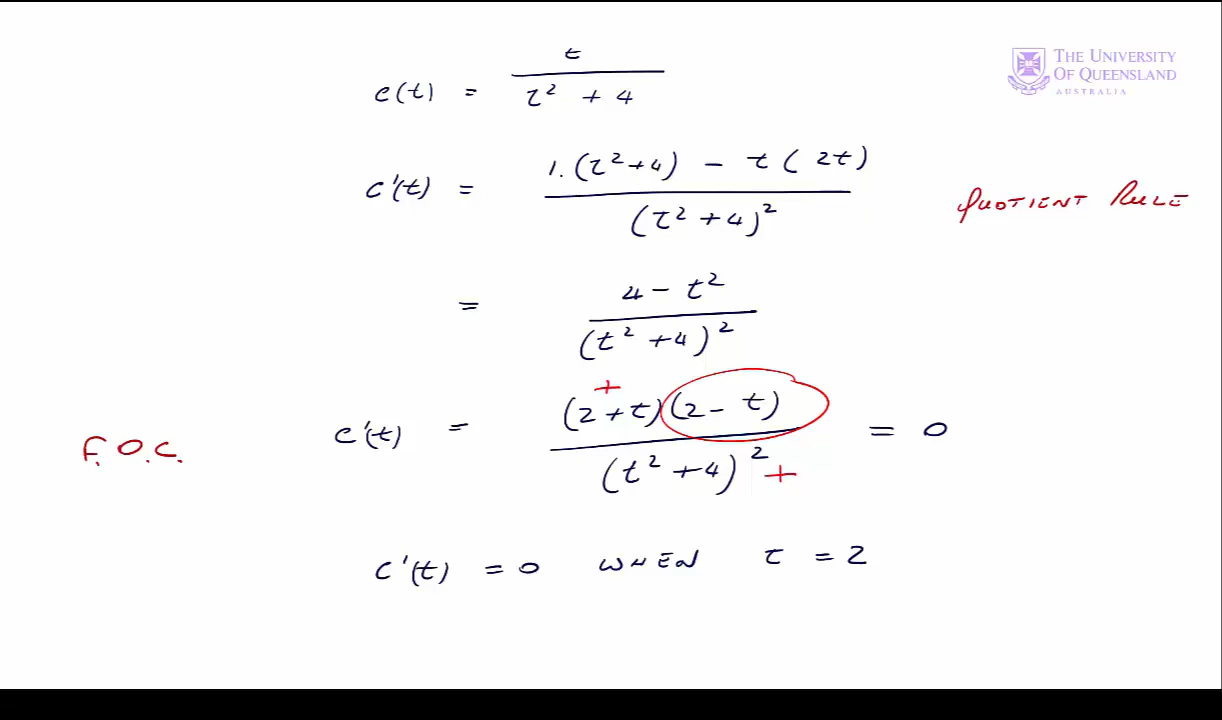 THE UNIVERSITY
OF QUEENSLAND
AUSTRALIA
c(t) = t / t² + 4
c'(t) = 1.(t²+4) - t(2t) / (t² + 4)²
QUOTIENT RULE
= 4 - t² / (t² + 4)²
+
F.O.C. c'(t) = (2 + t)(2 - t) / (t² + 4)² = 0
+
c'(t) = 0 WHEN t = 2